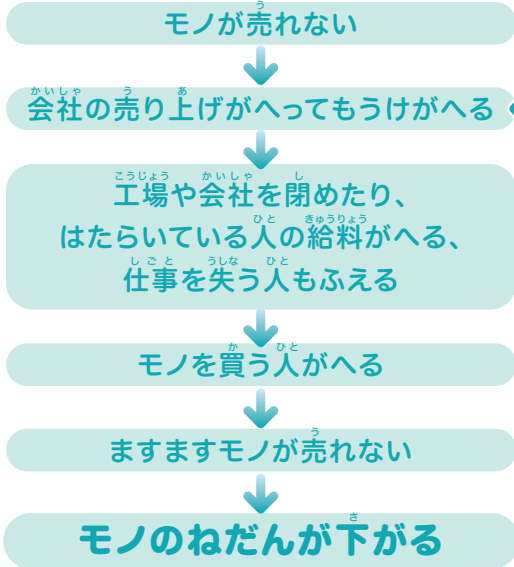 モノが売れない
会社の売り上げがへってもうけがへる
工場や会社を閉めたり、
はたらいている人の給料がへる、
仕事を失う人もふえる
モノを買う人がへる
ますますモノが売れない
モノのねだんが下がる